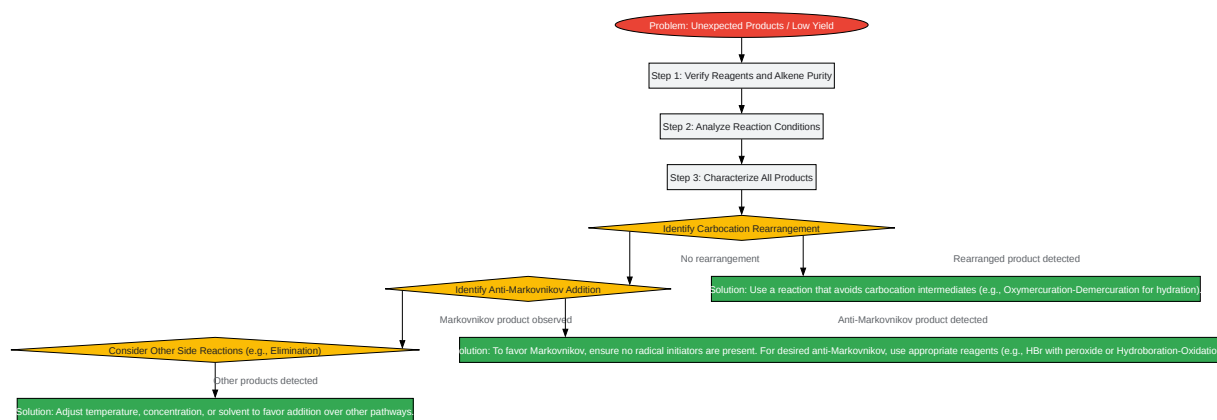 Problem: Unexpected Products / Low Yield
Step 1: Verify Reagents and Alkene Purity
Step 2: Analyze Reaction Conditions
Step 3: Characterize All Products
Identify Carbocation Rearrangement
No rearrangement
Rearranged product detected
Identify Anti-Markovnikov Addition
Solution: Use a reaction that avoids carbocation intermediates (e.g., Oxymercuration-Demercuration for hydration).
Markovnikov product observed
Anti-Markovnikov product detected
Consider Other Side Reactions (e.g., Elimination)
olution: To favor Markovnikov, ensure no radical initiators are present. For desired anti-Markovnikov, use appropriate reagents (e.g., HBr with peroxide or Hydroboration-Oxidatio
Other products detected
Solution: Adjust temperature, concentration, or solvent to favor addition over other pathways.